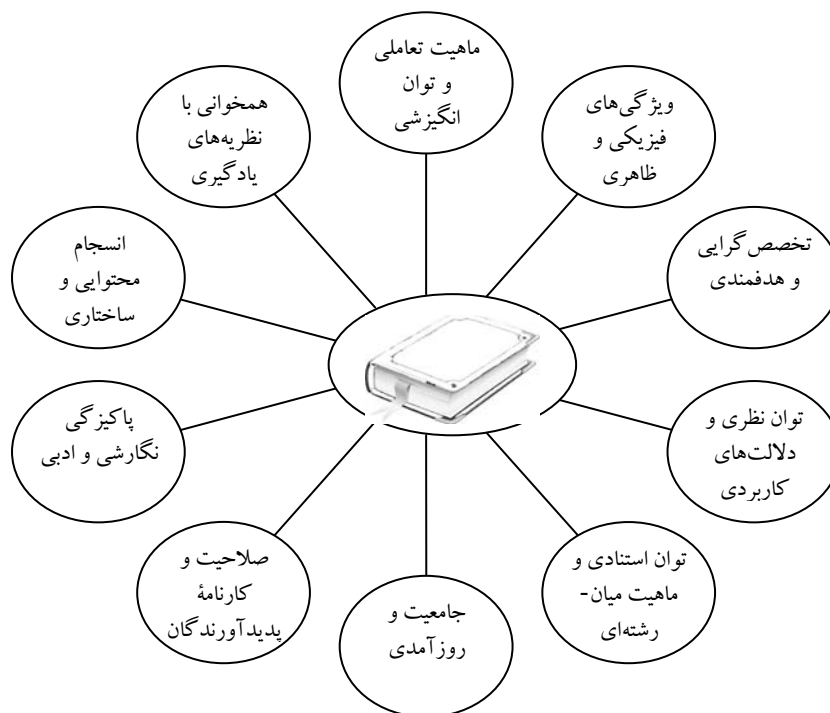 ماهیت تعاملی
و توان
انگیزشی
ویژگی‌های
فیزیکی و
ظاهری
تخصص‌گرایی
و هدفمندی
توان نظری و
دلالت‌های
کاربردی
توان استنادی و
ماهیت میان-
رشته‌ای
جامعیت و
روزآمدی
صلاحیت و
کارنامهٔ
پدیدآورندگان
پاکیزگی
نگارشی و ادبی
انسجام
محتوایی و
ساختاری
همخوانی با
نظریه‌های
یادگیری